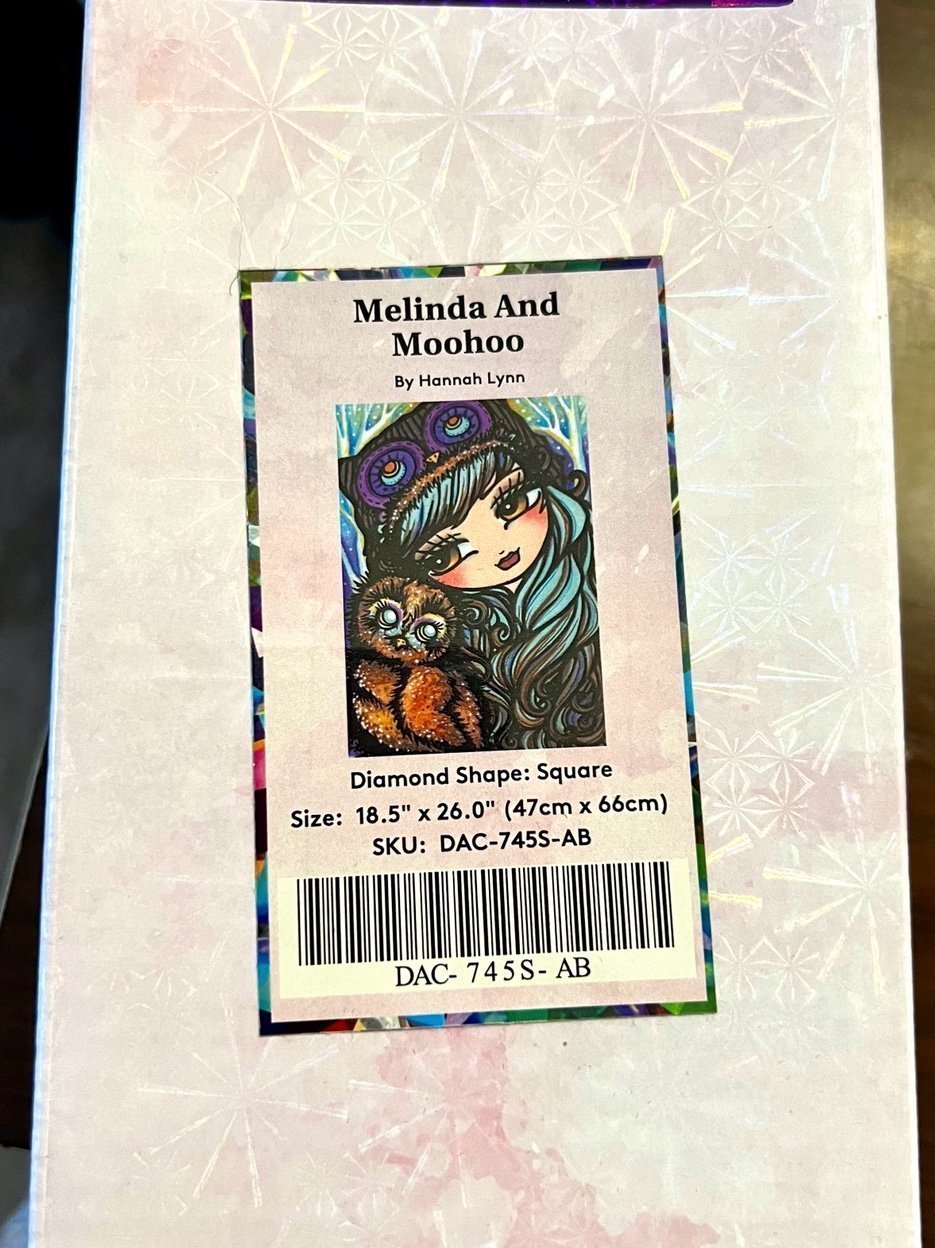 Melinda And
Moohoo
By Hannah Lynn
Diamond Shape: Square
Size: 18.5" x 26.0" (47cm x 66cm)
SKU: DAC-745S-AB
DAC- 745S- AB